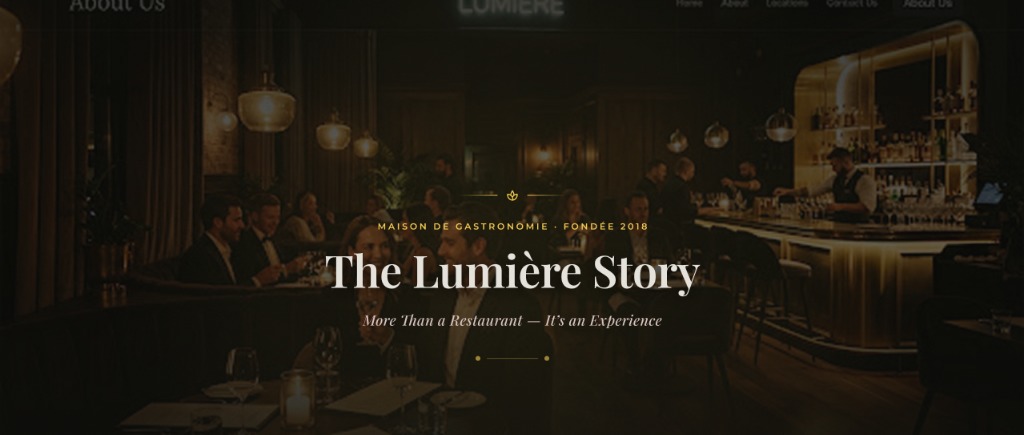 About Us
LUMIÈRE
Home About Locations Contact Us About Us
MAISON DE GASTRONOMIE · FONDÉE 2018
The Lumière Story
More Than a Restaurant — It's an Experience